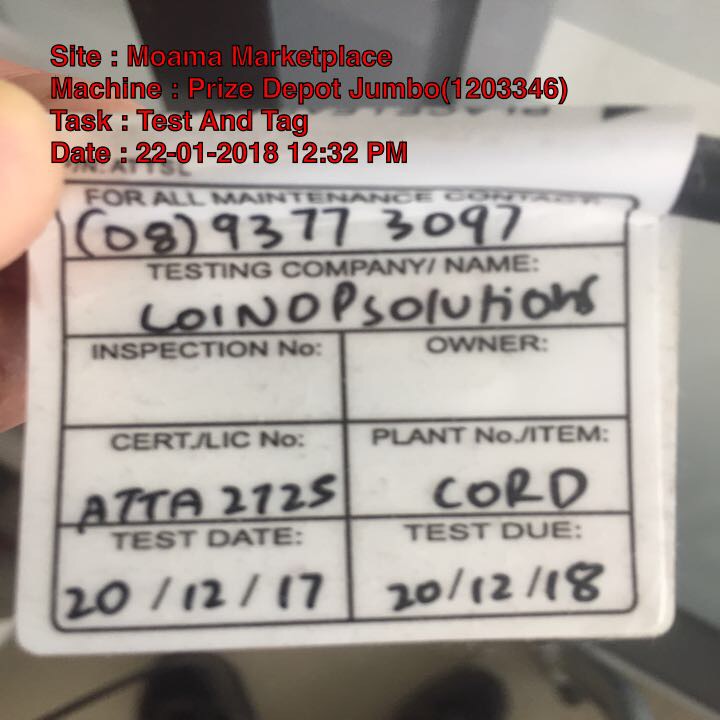 Site : Moama Marketplace
Machine : Prize Depot Jumbo(1203346)
Task : Test And Tag
Date : 22-01-2018 12:32 PM
FOR ALL MAINTENANCE CONTACT:
(08) 9377 3097
TESTING COMPANY/ NAME:
COINOPSolutions
INSPECTION No: OWNER:
CERT./LIC No: PLANT No./ITEM:
ATTA 2725 CORD
TEST DATE: TEST DUE:
20/12/17 20/12/18